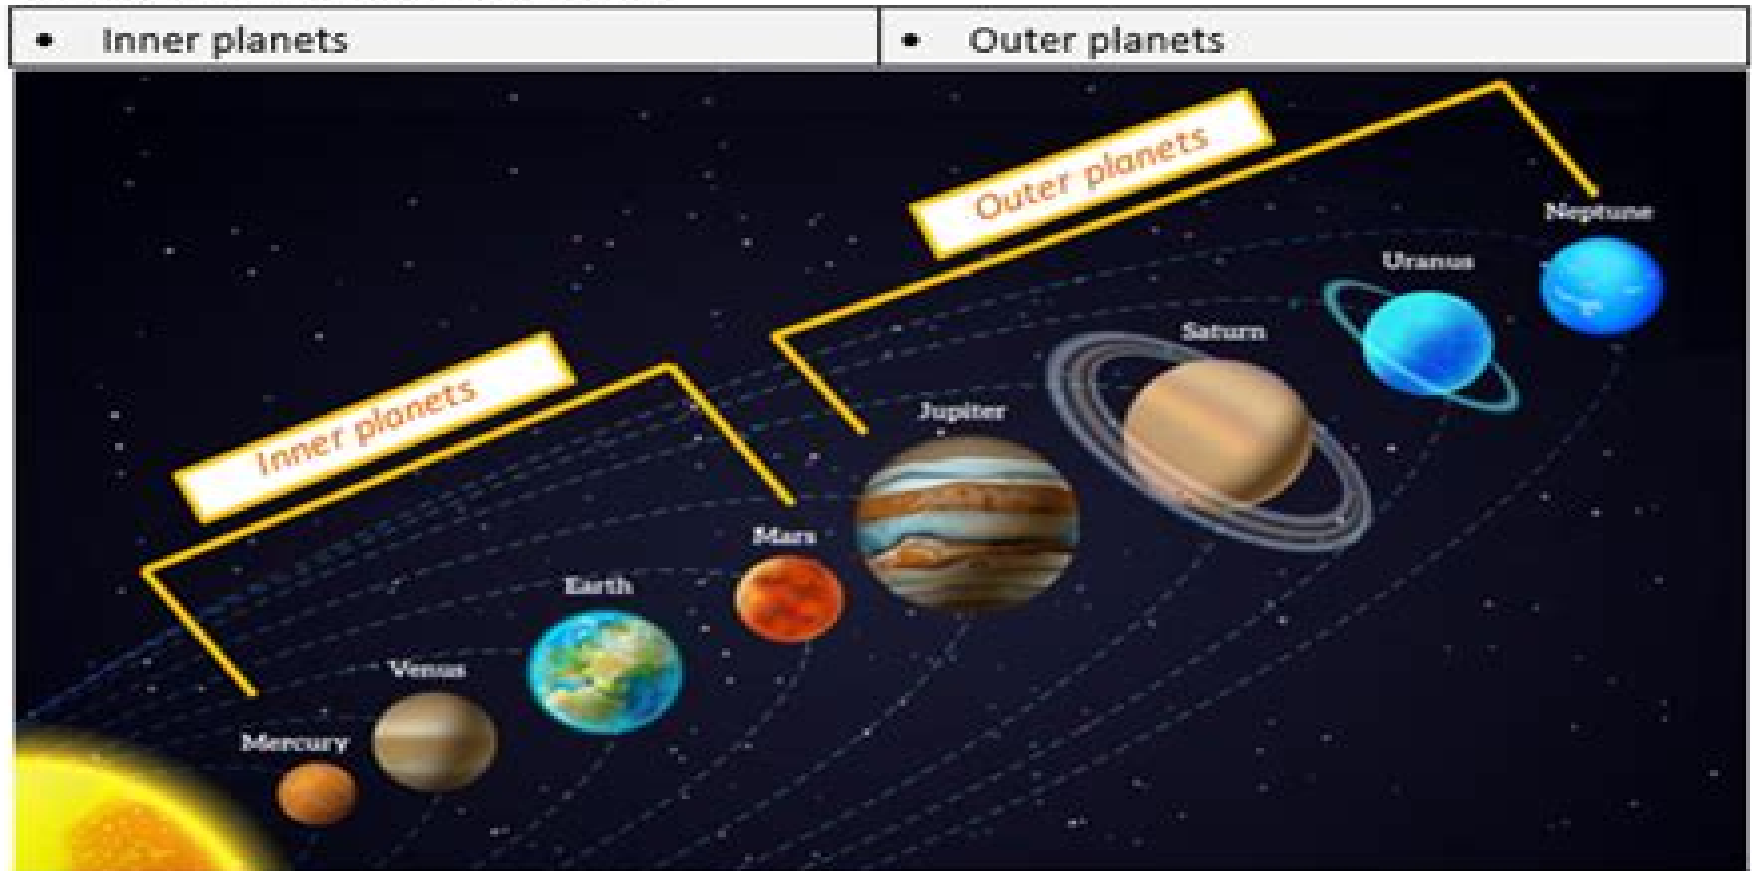 • Inner planets
• Outer planets
Outer planets
Neptune
Uranus
Saturn
Inner planets
Jupiter
Mars
Earth
Venus
Mercury